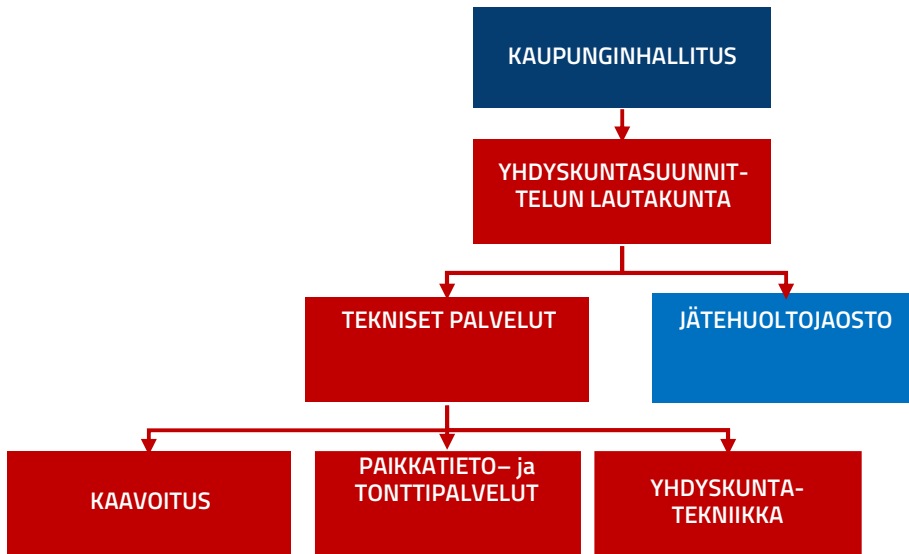 KAUPUNGINHALLITUS
YHDYSKUNTASUUNNIT-
TELUN LAUTAKUNTA
TEKNISET PALVELUT
JÄTEHUOLTOJAOSTO
KAAVOITUS
PAIKKATIETO– ja
TONTTIPALVELUT
YHDYSKUNTA-
TEKNIIKKA